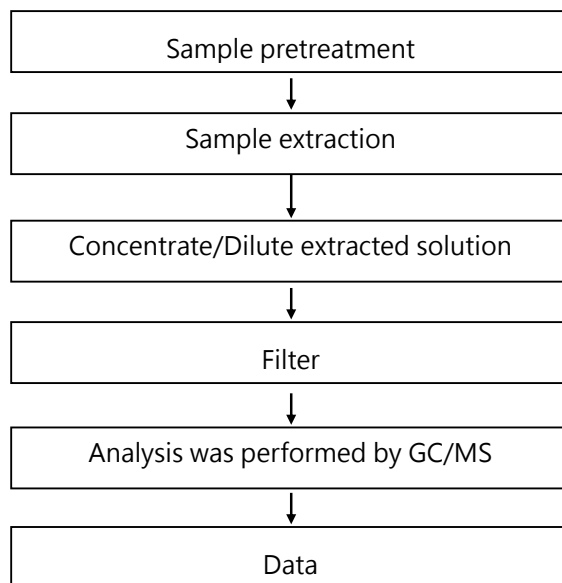 Sample pretreatment
Sample extraction
Concentrate/Dilute extracted solution
Filter
Analysis was performed by GC/MS
Data